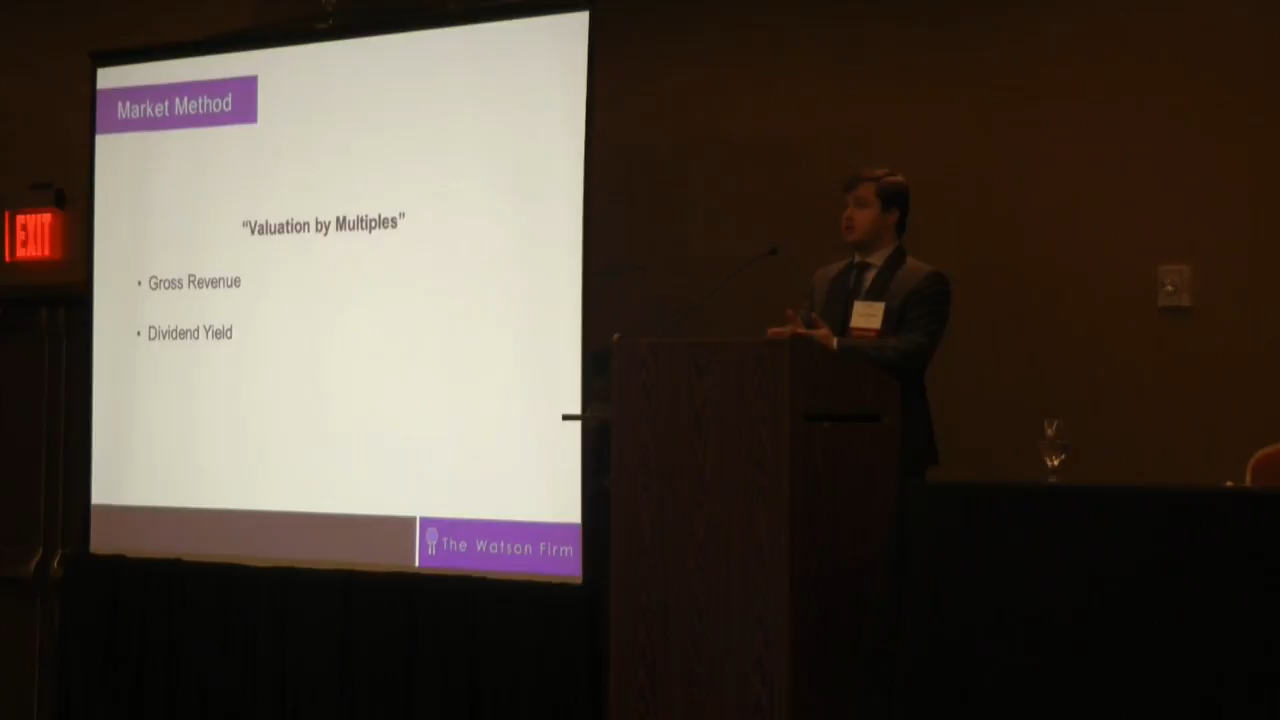 Market Method
“Valuation by Multiples”
• Gross Revenue
• Dividend Yield
The Watson Firm
EXIT